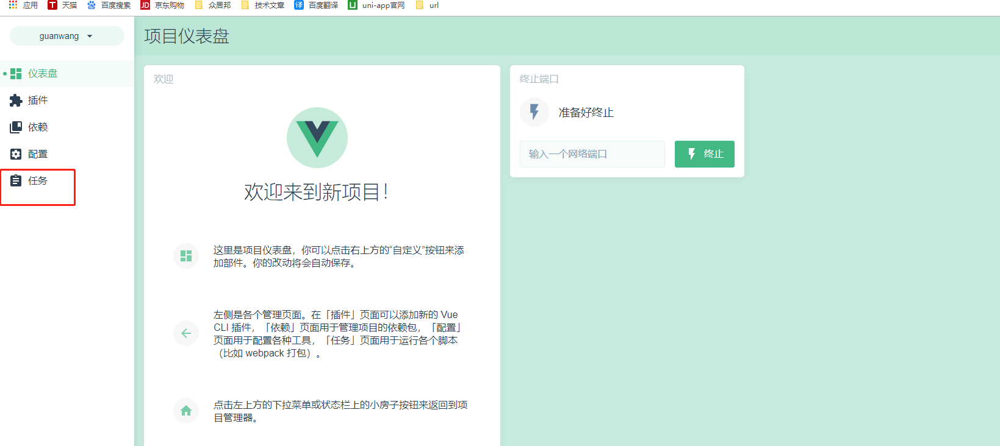 应用 天猫 百度搜索 JD 京东购物 众居邦 技术文章 译 百度翻译 U uni-app官网 url
guanwang
项目仪表盘
仪表盘
插件
依赖
配置
任务
欢迎
欢迎来到新项目！
这里是项目仪表盘，你可以点击右上方的“自定义”按钮来添
加部件。你的改动将会自动保存。
左侧是各个管理页面。在「插件」页面可以添加新的 Vue
CLI 插件，「依赖」页面用于管理项目的依赖包，「配置」
页面用于配置各种工具，「任务」页面用于运行各个脚本
（比如 webpack 打包）。
点击左上方的下拉菜单或状态栏上的小房子按钮来返回到项
目管理器。
终止端口
准备好终止
输入一个网络端口
终止